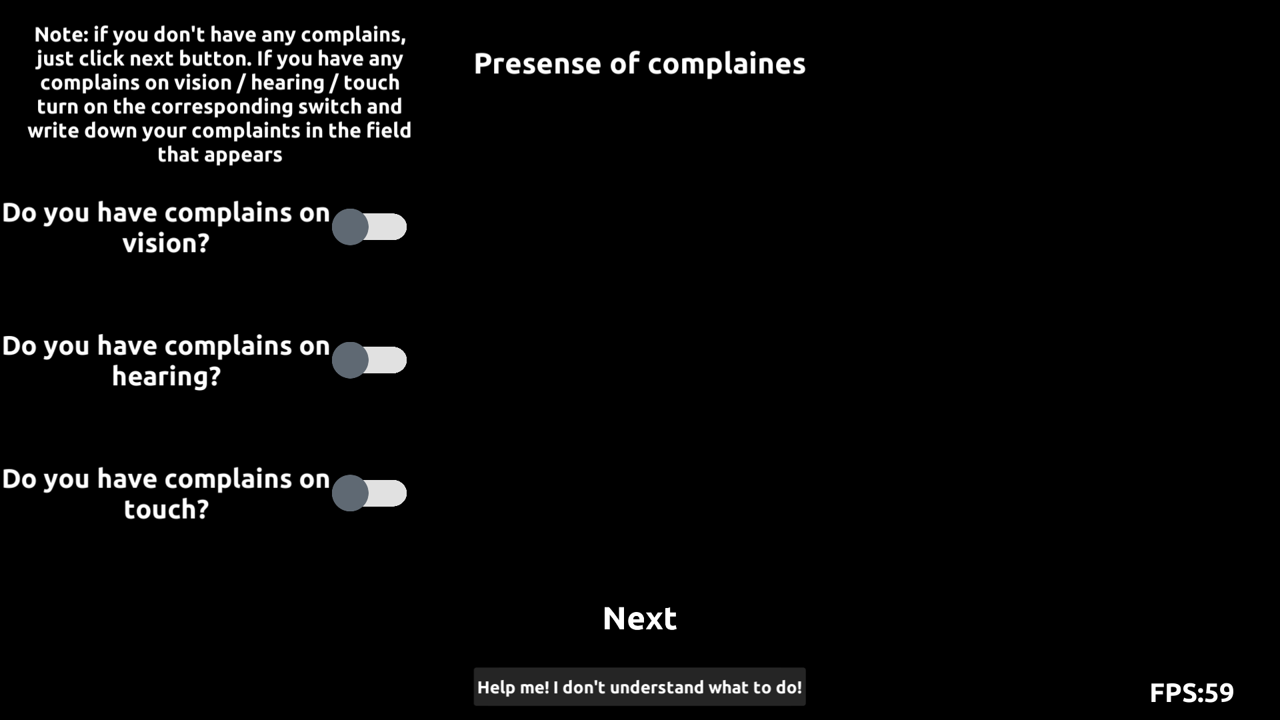 Note: if you don't have any complains,
just click next button. If you have any
complains on vision / hearing / touch
turn on the corresponding switch and
write down your complaints in the field
that appears
Presense of complaines
Do you have complains on
vision?
Do you have complains on
hearing?
Do you have complains on
touch?
Next
Help me! I don't understand what to do!
FPS:59